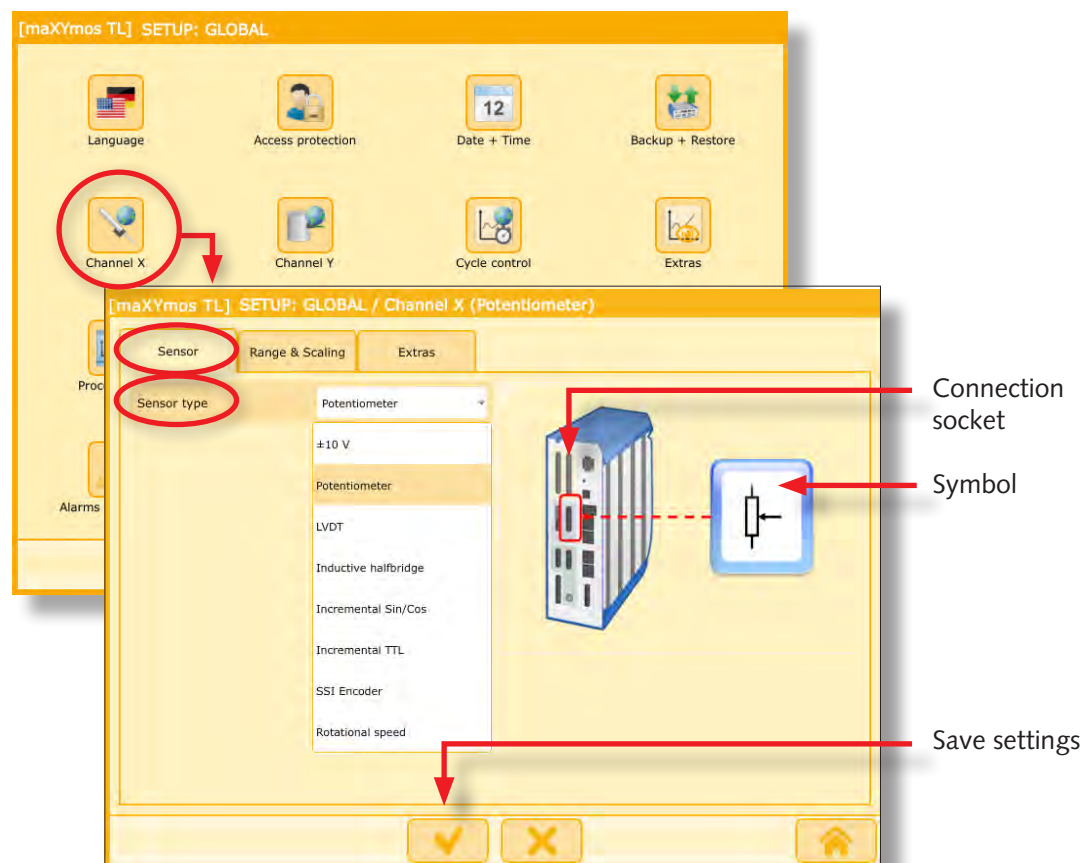 [maXYmos TL] SETUP: GLOBAL
12
Language
Access protection
Date + Time
Backup + Restore
Channel X
Channel Y
Cycle control
Extras
Proc
Alarms
[maXYmos TL] SETUP: GLOBAL / Channel X (Potentiometer)
Sensor
Range & Scaling
Extras
Sensor type
Potentiometer
±10 V
Potentiometer
LVDT
Inductive halfbridge
Incremental Sin/Cos
Incremental TTL
SSI Encoder
Rotational speed
Connection
socket
Symbol
Save settings